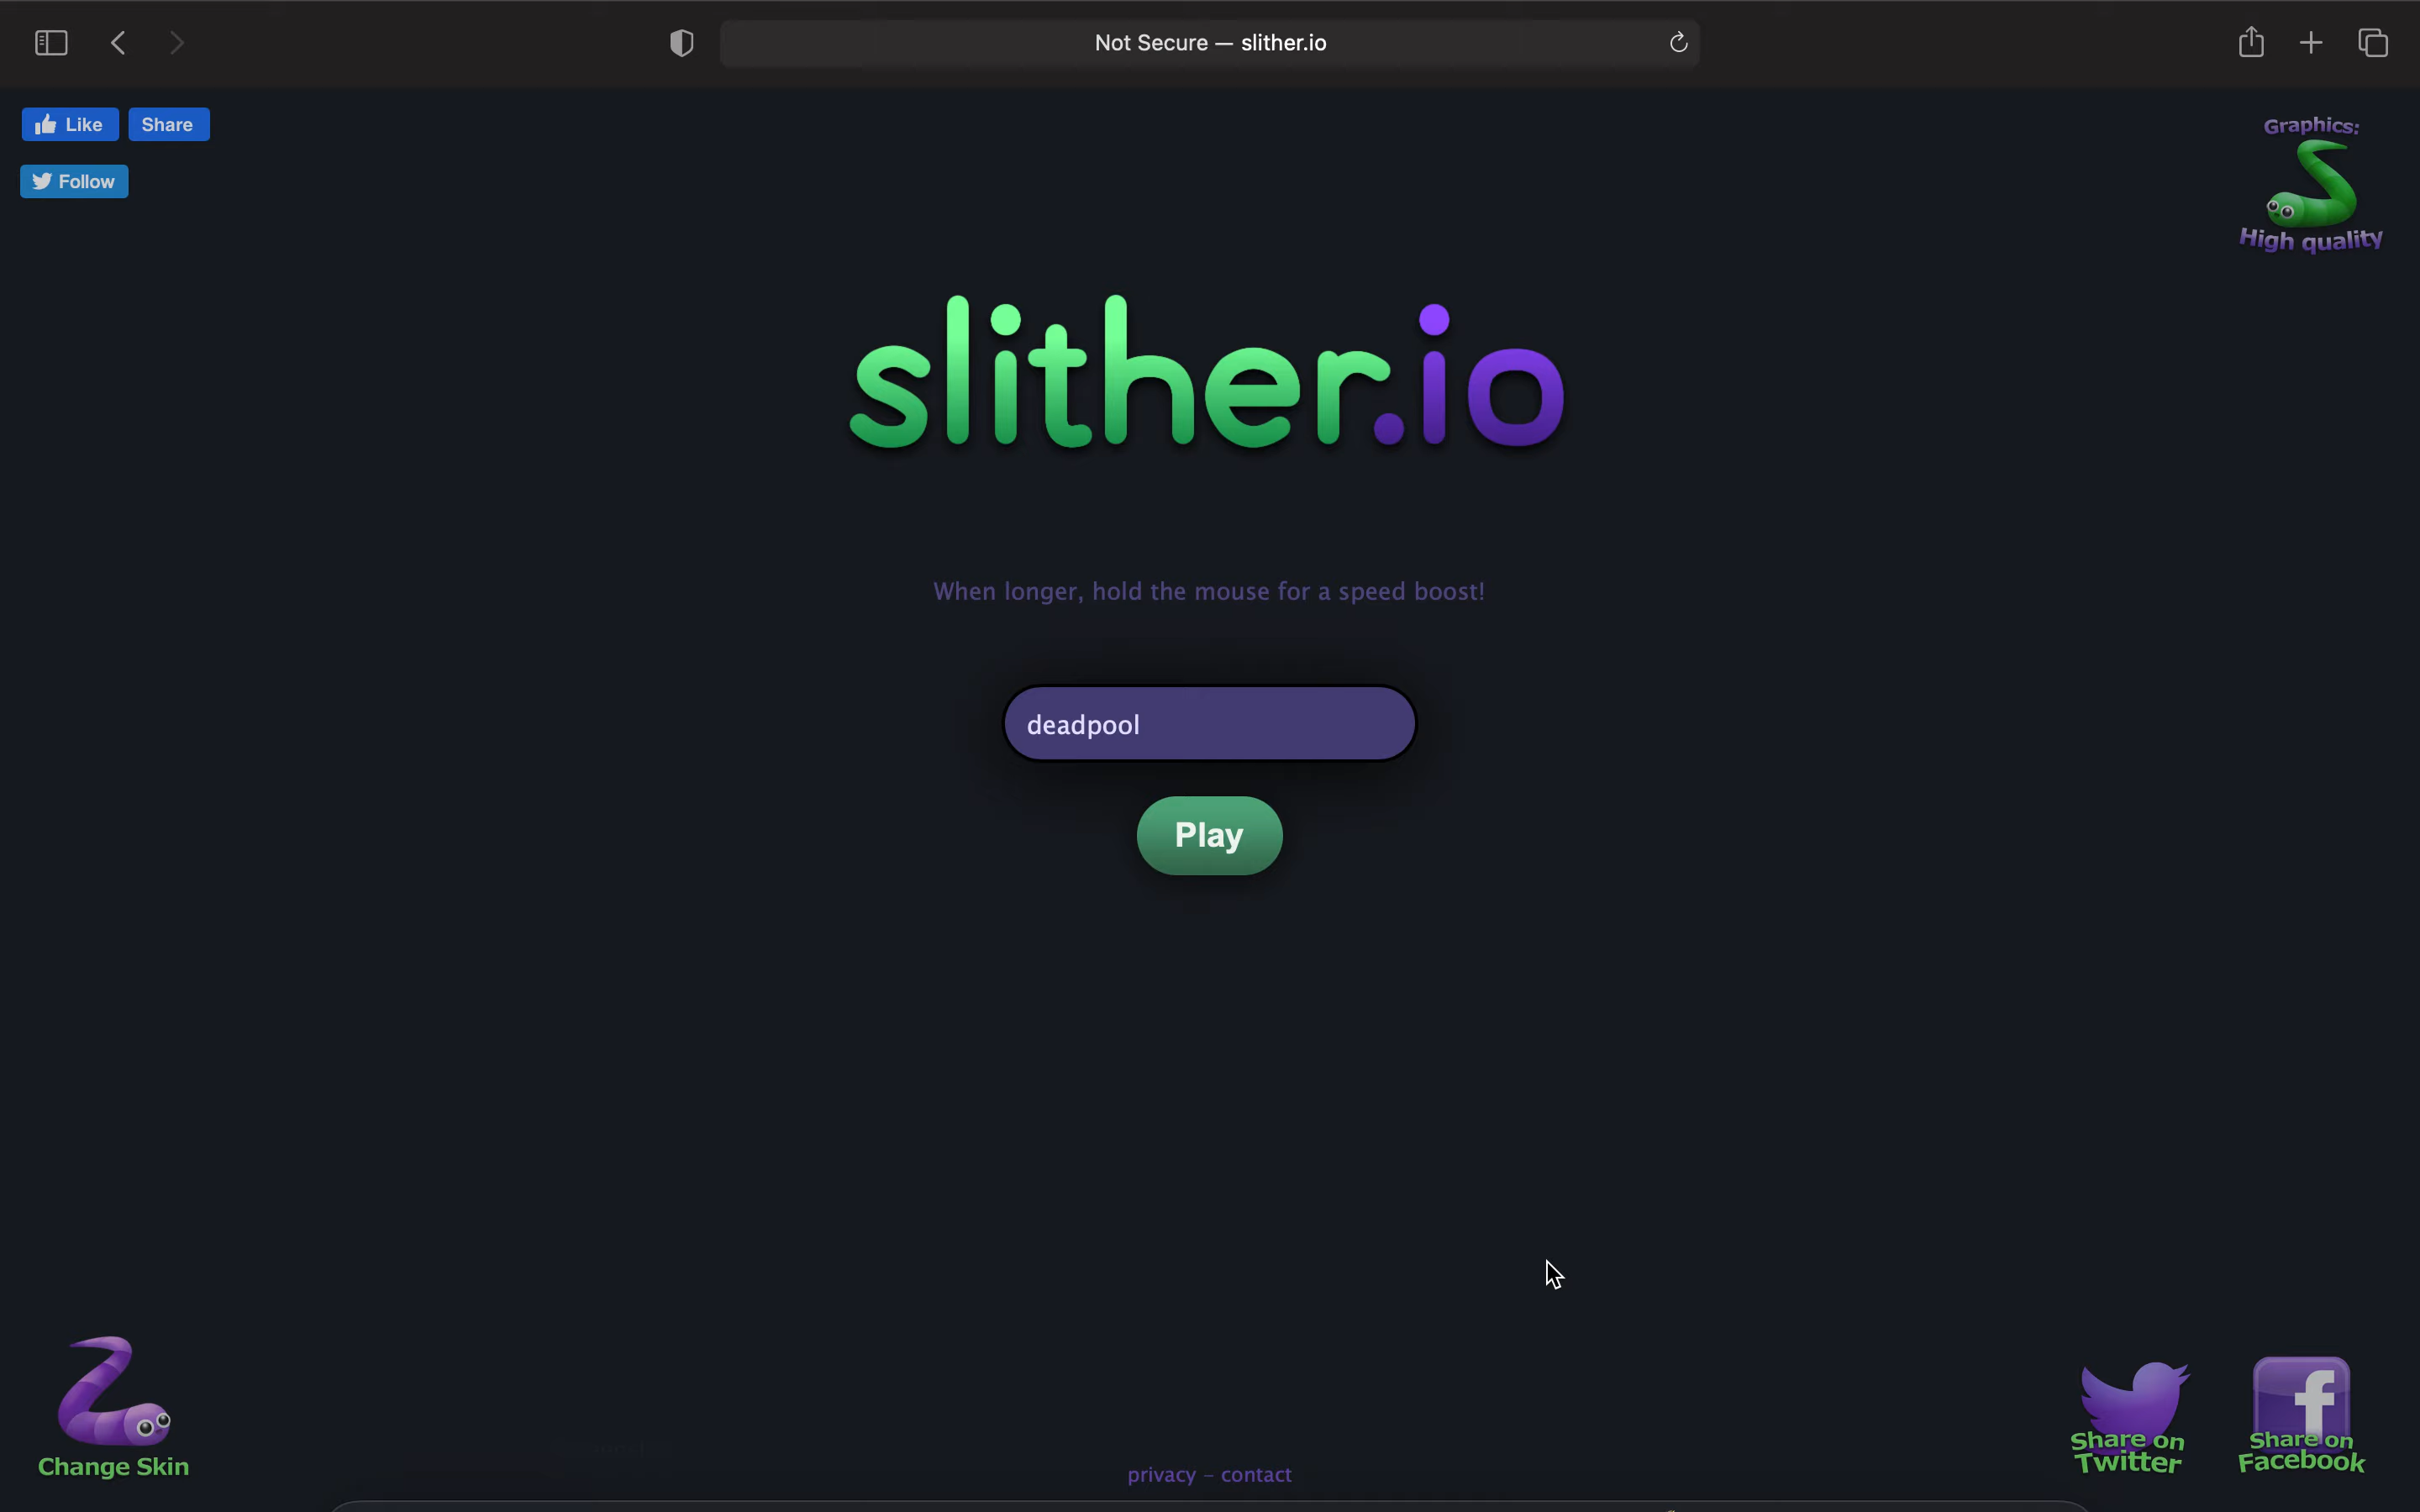 Not Secure — slither.io
Like Share
Follow
Graphics:
High quality
slither.io
When longer, hold the mouse for a speed boost!
deadpool
Play
Change Skin
privacy – contact
Share on
Twitter
Share on
Facebook